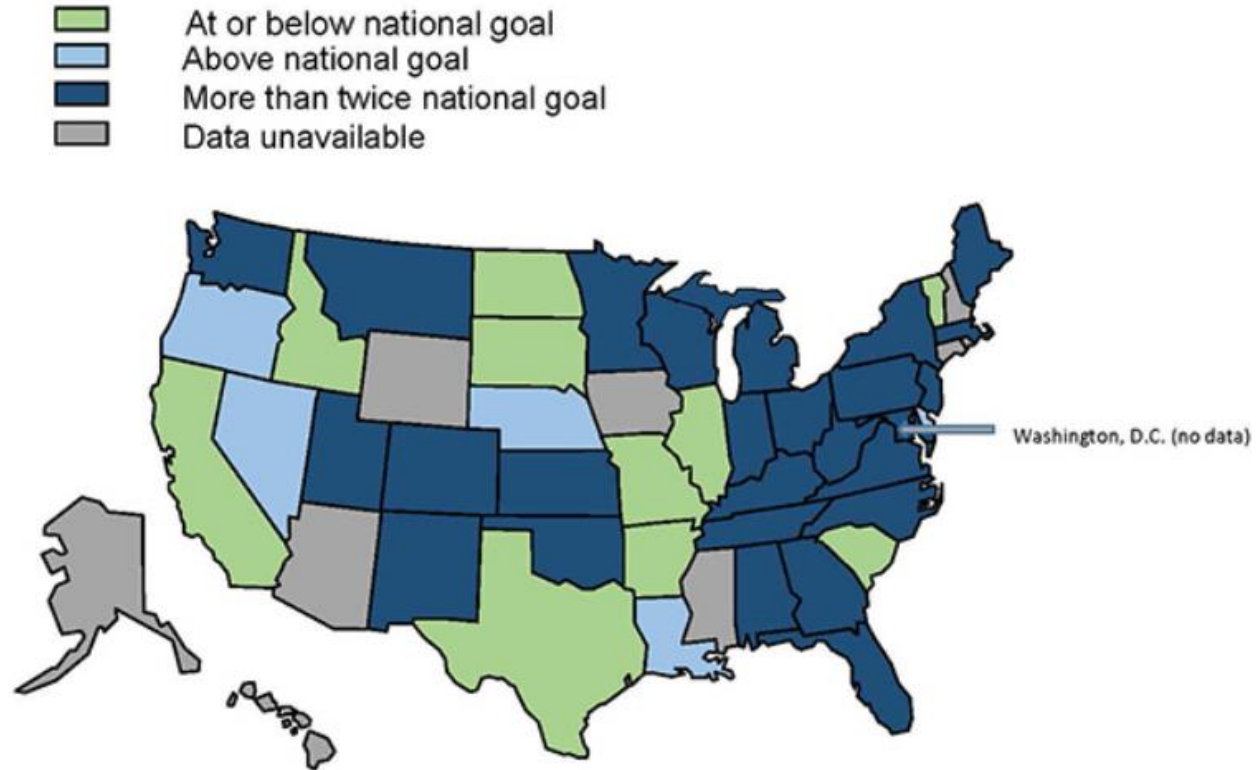 At or below national goal
Above national goal
More than twice national goal
Data unavailable
Washington, D.C. (no data)